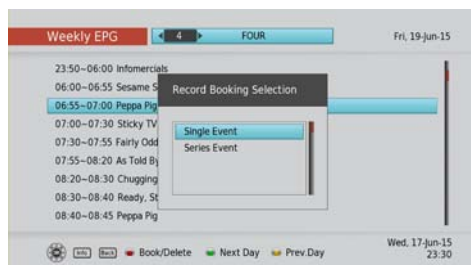 Weekly EPG 4 FOUR Fri, 19-Jun-15
23:50~06:00 Infomercials
06:00~06:55 Sesame S
06:55~07:00 Peppa Pig
07:00~07:30 Sticky TV
07:30~07:55 Fairly Odd
07:55~08:20 As Told By
08:20~08:30 Chugging
08:30~08:40 Ready, St
08:40~08:45 Peppa Pig
Record Booking Selection
Single Event
Series Event
Info Back Book/Delete Next Day Prev.Day
Wed, 17-Jun-15
23:30